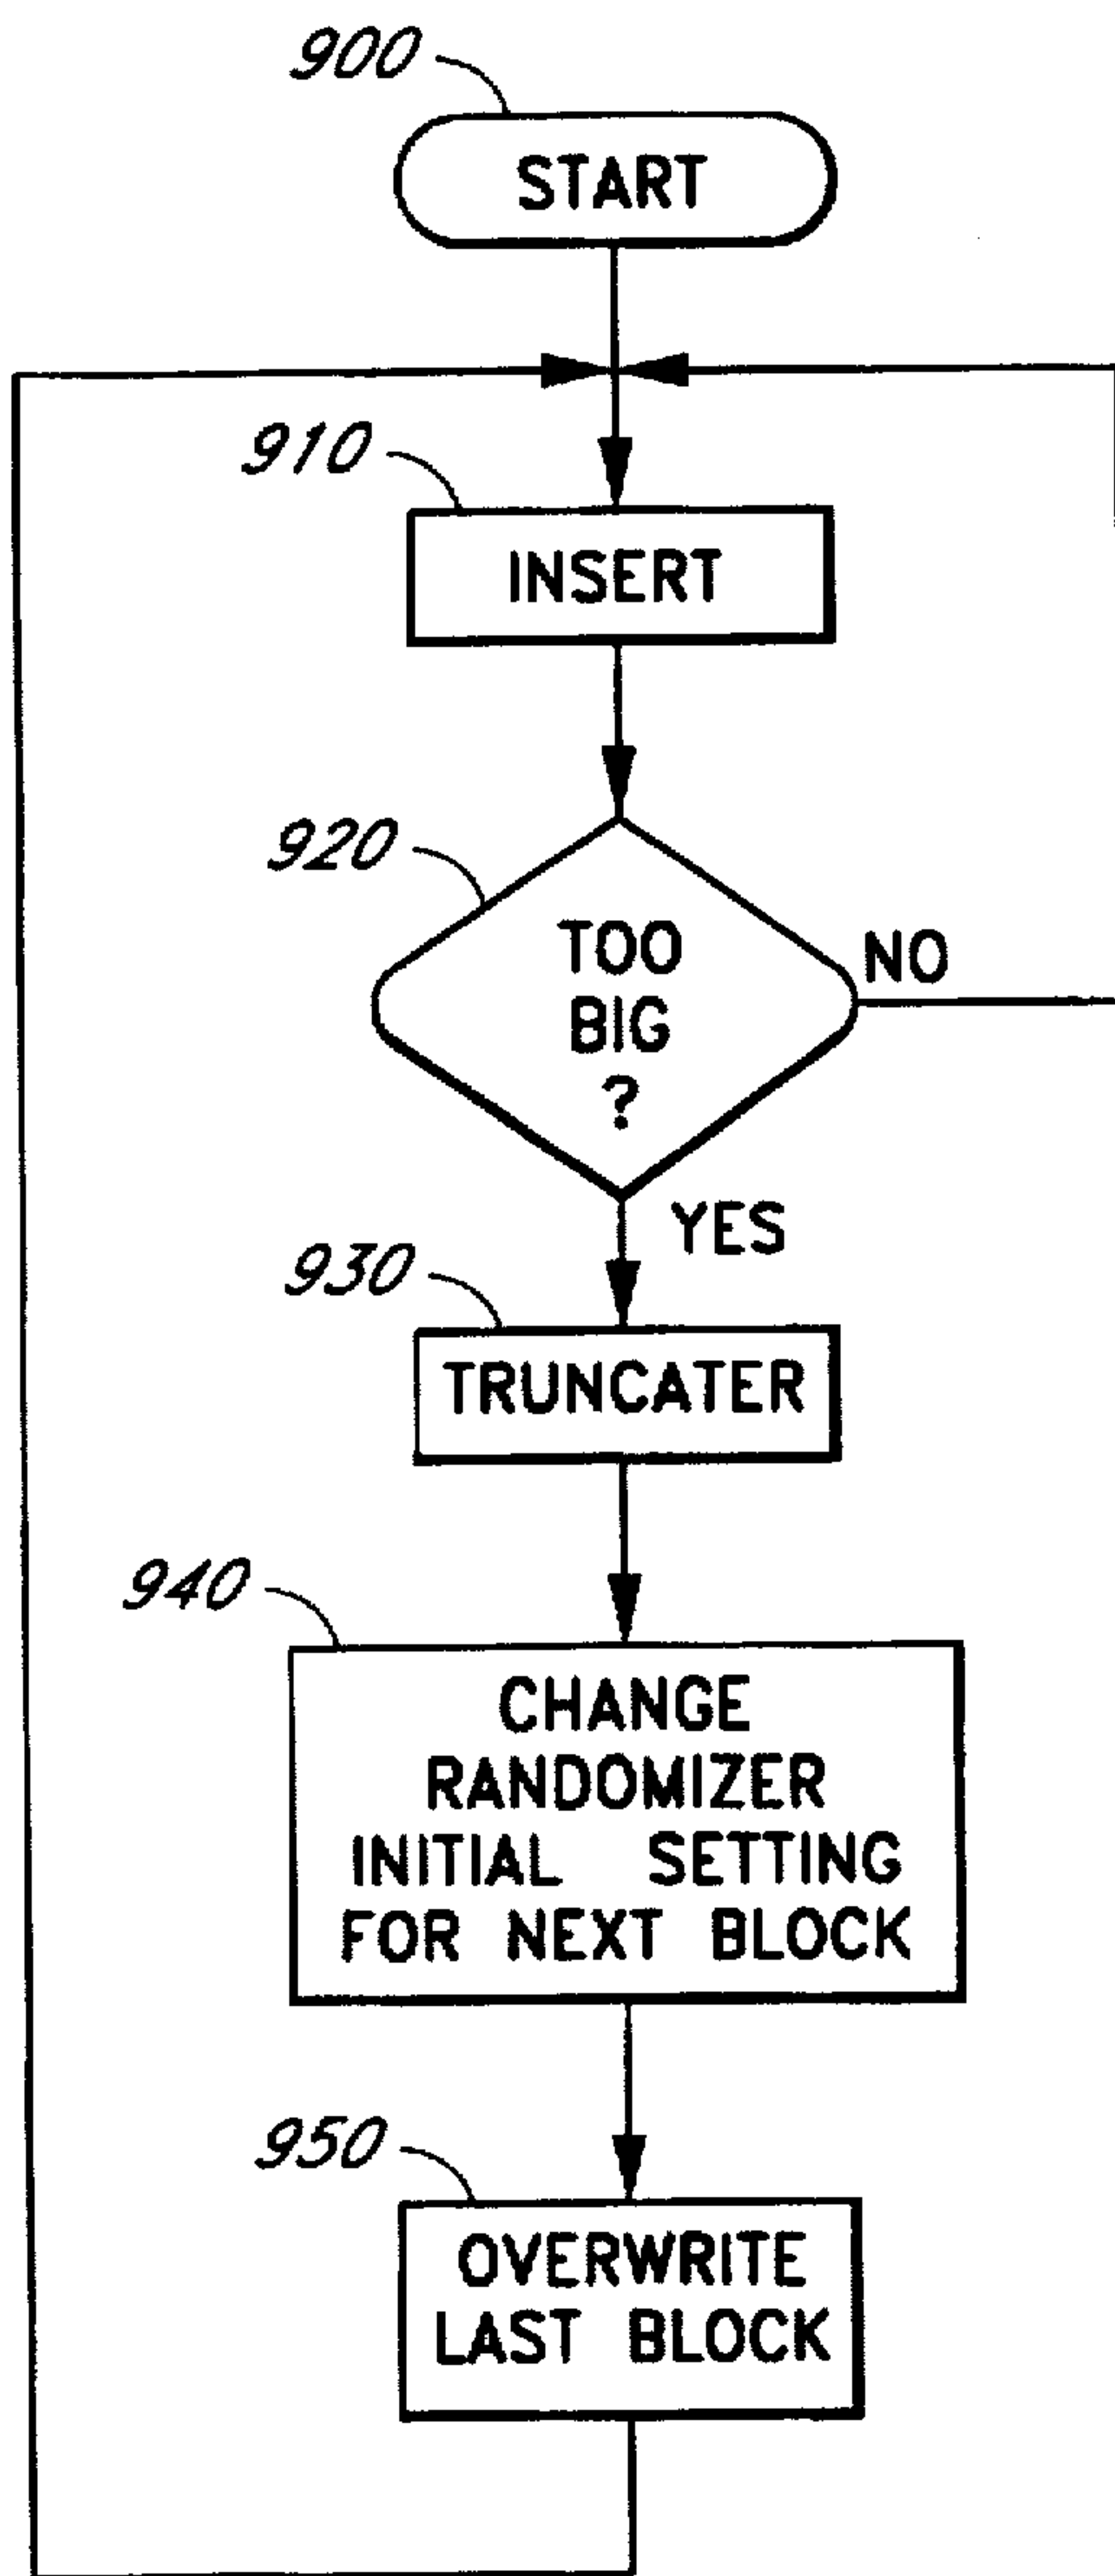 900
START
910
INSERT
920
TOO
BIG
?
NO
YES
930
TRUNCATER
940
CHANGE
RANDOMIZER
INITIAL SETTING
FOR NEXT BLOCK
950
OVERWRITE
LAST BLOCK